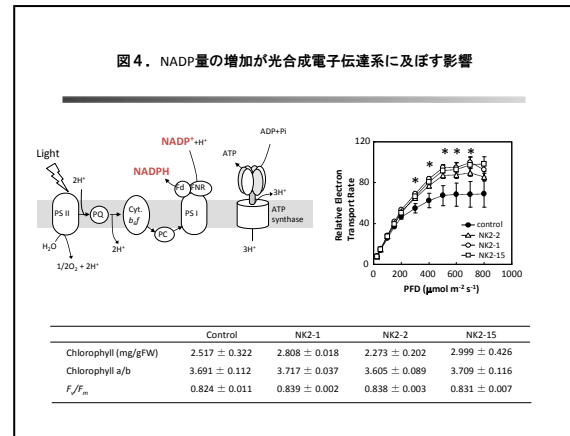 図４．NADP量の増加が光合成電子伝達系に及ぼす影響
Light
2H⁺
PS II
PQ
H₂O
1/2O₂ + 2H⁺
Cyt.
b₆f
2H⁺
PC
NADP⁺+H⁺
NADPH
Fd
FNR
PS I
ADP+Pi
ATP
3H⁺
ATP
synthase
3H⁺
Relative Electron
Transport Rate
120
80
40
0
0 200 400 600 800 1000
PFD (μmol m⁻² s⁻¹)
* * * * *
control
NK2-2
NK2-1
NK2-15
Control NK2-1 NK2-2 NK2-15
Chlorophyll (mg/gFW) 2.517 ± 0.322 2.808 ± 0.018 2.273 ± 0.202 2.999 ± 0.426
Chlorophyll a/b 3.691 ± 0.112 3.717 ± 0.037 3.605 ± 0.089 3.709 ± 0.116
Fv/Fm 0.824 ± 0.011 0.839 ± 0.002 0.838 ± 0.003 0.831 ± 0.007